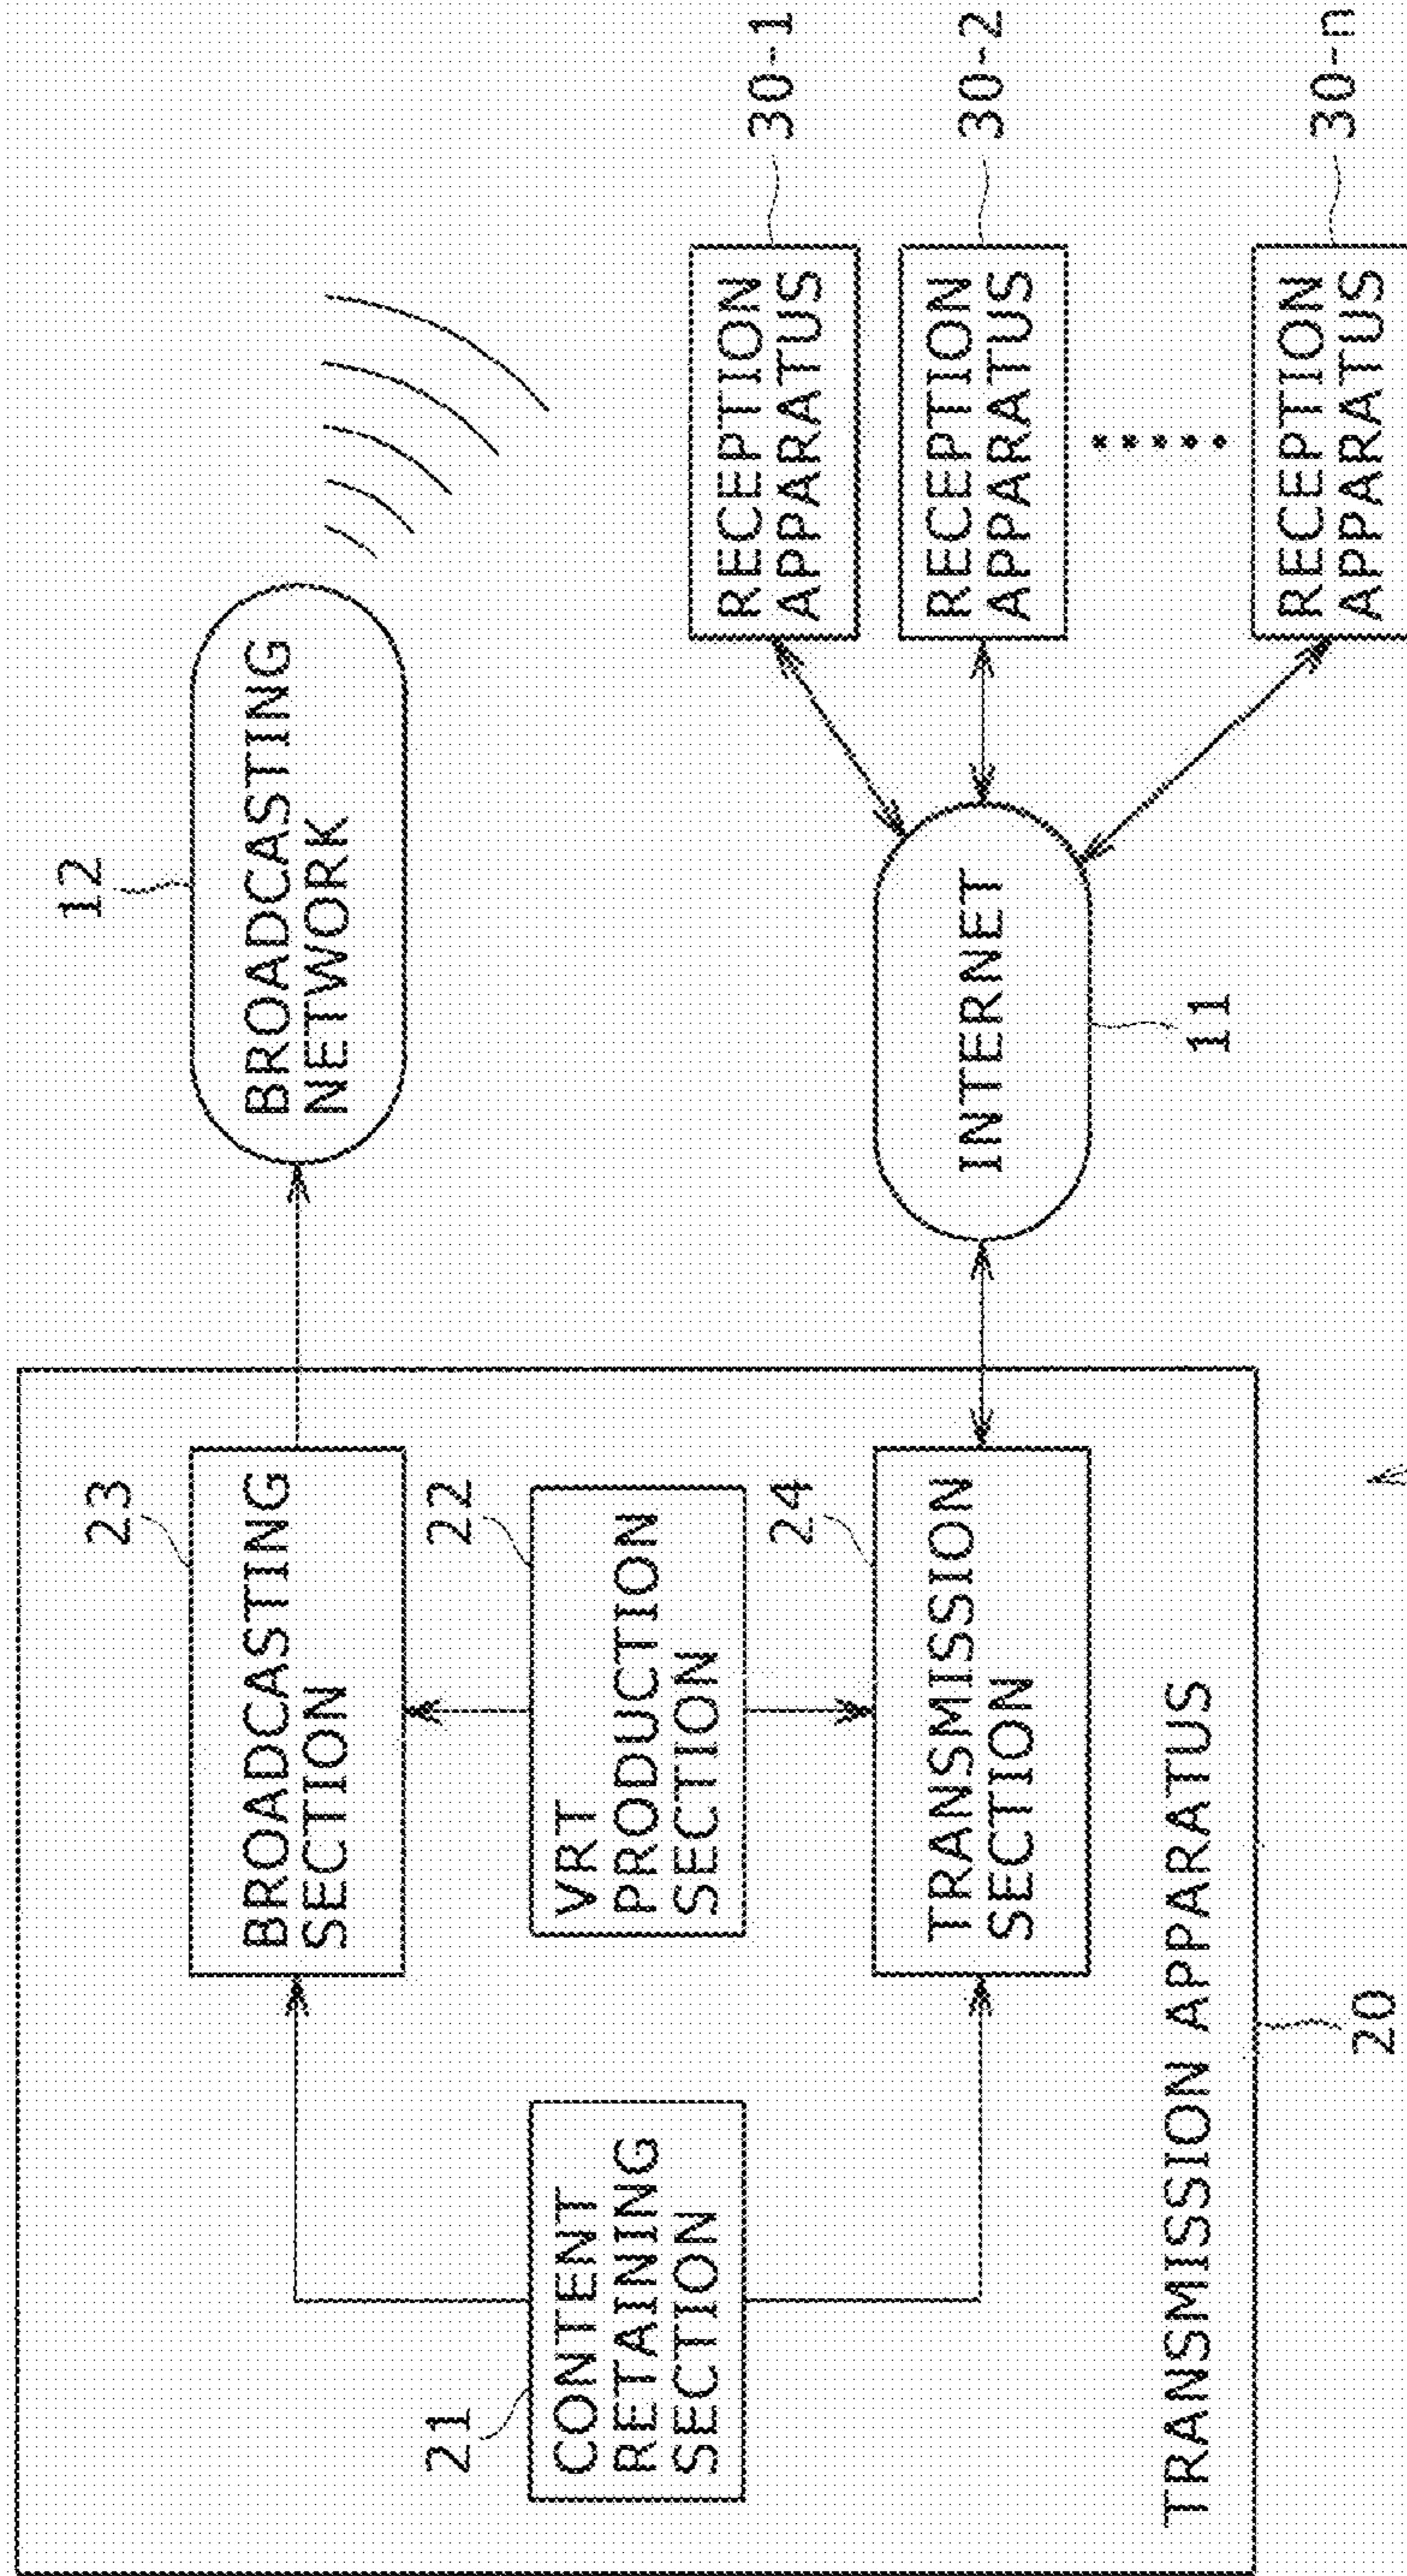 12
BROADCASTING
NETWORK
23
BROADCASTING
SECTION
22
VRT
PRODUCTION
SECTION
24
TRANSMISSION
SECTION
21
CONTENT
RETAINING
SECTION
TRANSMISSION APPARATUS
20
INTERNET
11
RECEPTION
APPARATUS
30-1
RECEPTION
APPARATUS
30-2
RECEPTION
APPARATUS
30-n